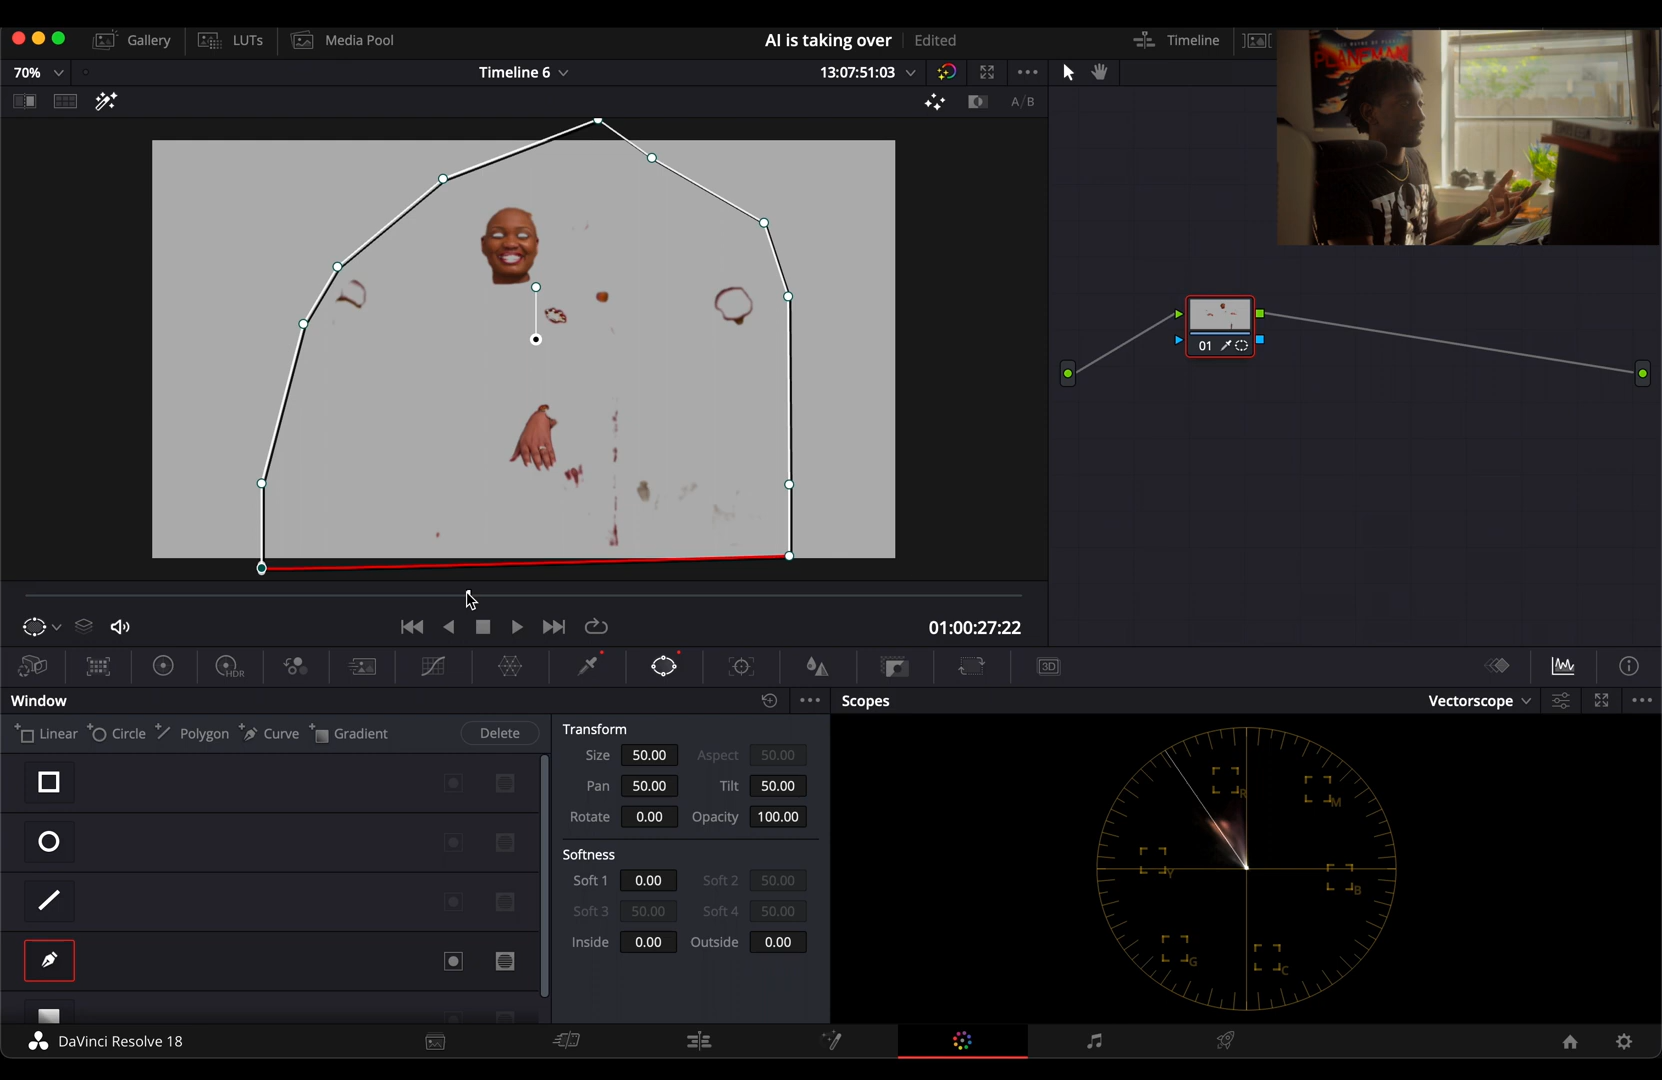 Gallery
LUTs
Media Pool
AI is taking over
Edited
Timeline
70%
Timeline 6
13:07:51:03
A/B
PLANEMAN
01
01:00:27:22
HDR
3D
Window
Scopes
Vectorscope
Linear
Circle
Polygon
Curve
Gradient
Delete
Transform
Size 50.00 Aspect 50.00
Pan 50.00 Tilt 50.00
Rotate 0.00 Opacity 100.00
Softness
Soft 1 0.00 Soft 2 50.00
Soft 3 50.00 Soft 4 50.00
Inside 0.00 Outside 0.00
R
M
Y
B
G
C
DaVinci Resolve 18